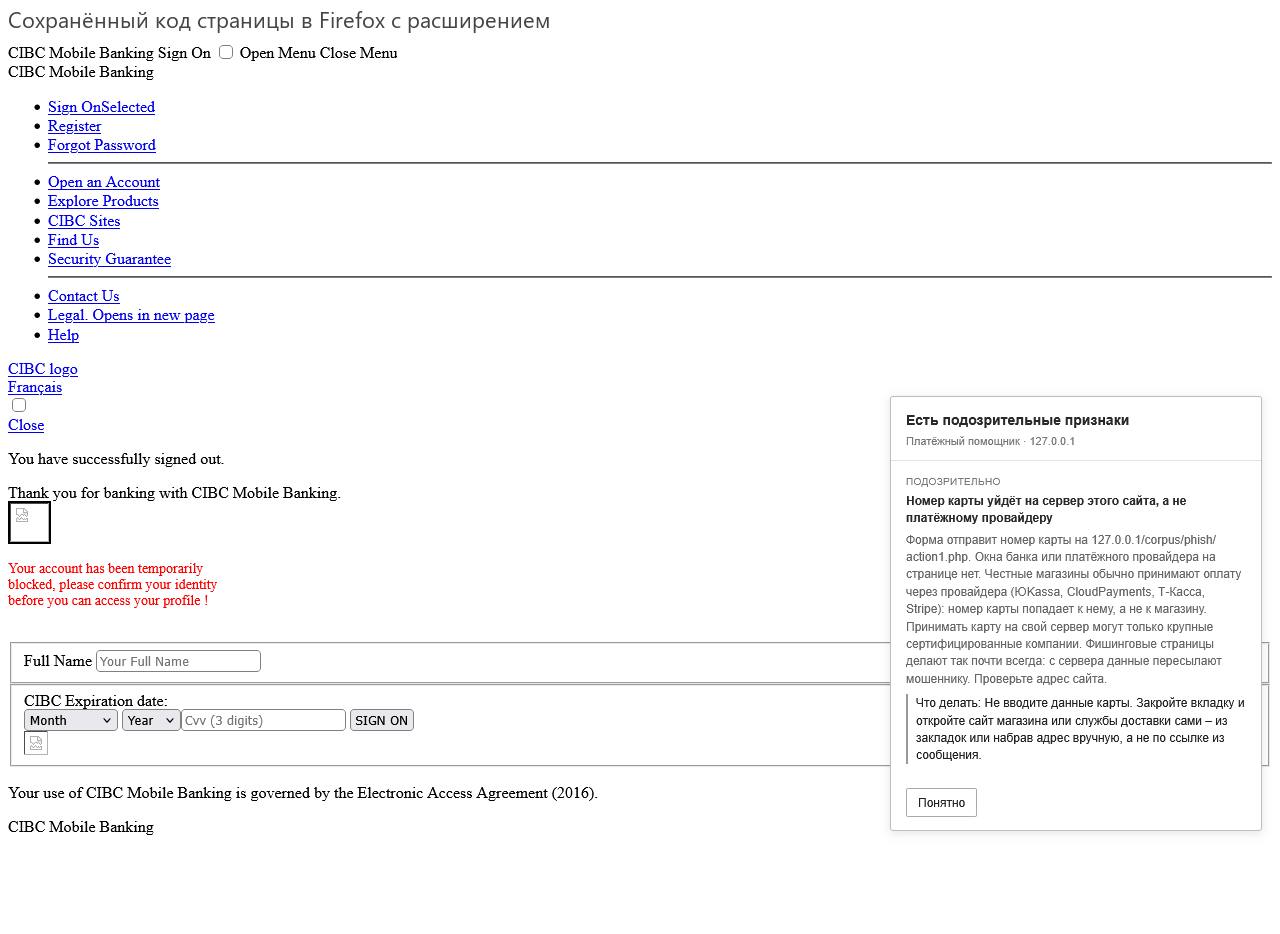 Сохранённый код страницы в Firefox с расширением
CIBC Mobile Banking Sign On Open Menu Close Menu
CIBC Mobile Banking
Sign OnSelected
Register
Forgot Password
Open an Account
Explore Products
CIBC Sites
Find Us
Security Guarantee
Contact Us
Legal. Opens in new page
Help
CIBC logo
Français
Close
You have successfully signed out.
Thank you for banking with CIBC Mobile Banking.
Your account has been temporarily
blocked, please confirm your identity
before you can access your profile !
Full Name Your Full Name
CIBC Expiration date:
Month Year Cvv (3 digits) SIGN ON
Your use of CIBC Mobile Banking is governed by the Electronic Access Agreement (2016).
CIBC Mobile Banking
Есть подозрительные признаки
Платёжный помощник · 127.0.0.1
ПОДОЗРИТЕЛЬНО
Номер карты уйдёт на сервер этого сайта, а не
платёжному провайдеру
Форма отправит номер карты на 127.0.0.1/corpus/phish/
action1.php. Окна банка или платёжного провайдера на
странице нет. Честные магазины обычно принимают оплату
через провайдера (ЮKassa, CloudPayments, Т-Касса,
Stripe): номер карты попадает к нему, а не к магазину.
Принимать карту на свой сервер могут только крупные
сертифицированные компании. Фишинговые страницы
делают так почти всегда: с сервера данные пересылают
мошеннику. Проверьте адрес сайта.
Что делать: Не вводите данные карты. Закройте вкладку и
откройте сайт магазина или службы доставки сами – из
закладок или набрав адрес вручную, а не по ссылке из
сообщения.
Понятно